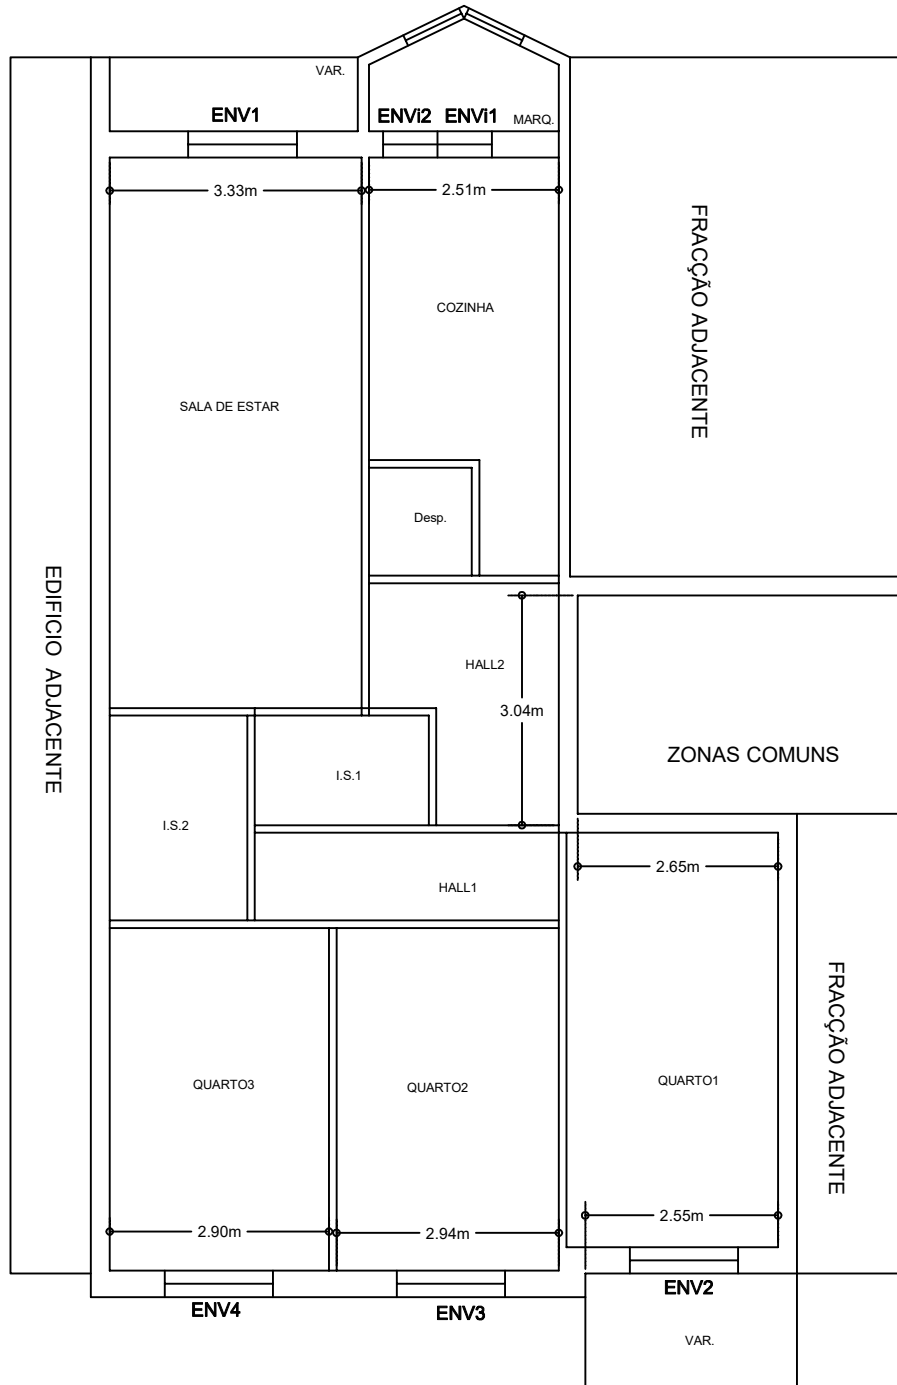 VAR.
ENV1
ENVi2
ENVi1
MARQ.
3.33m
2.51m
FRACÇÃO ADJACENTE
COZINHA
SALA DE ESTAR
Desp.
EDIFICIO ADJACENTE
HALL2
3.04m
ZONAS COMUNS
I.S.1
I.S.2
2.65m
HALL1
FRACÇÃO ADJACENTE
QUARTO3
QUARTO2
QUARTO1
2.90m
2.94m
2.55m
ENV4
ENV3
ENV2
VAR.